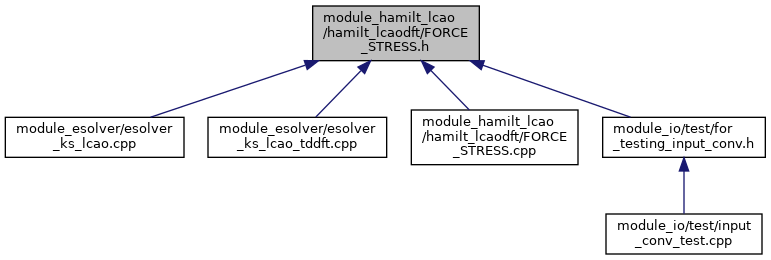 module_hamilt_lcao
/hamilt_lcaodft/FORCE
_STRESS.h
module_esolver/esolver
_ks_lcao.cpp
module_esolver/esolver
_ks_lcao_tddft.cpp
module_hamilt_lcao
/hamilt_lcaodft/FORCE
_STRESS.cpp
module_io/test/for
_testing_input_conv.h
module_io/test/input
_conv_test.cpp